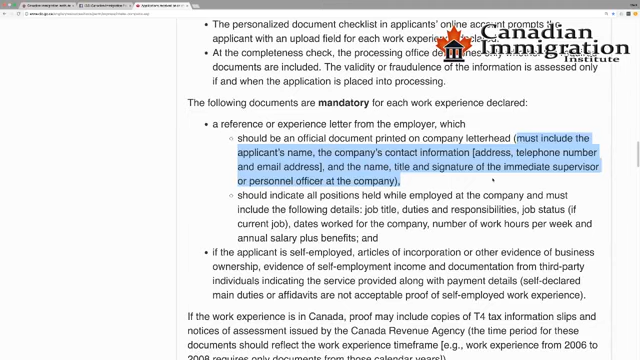 The personalized document checklist in applicants' online account prompts the
applicant with an upload field for each work experience declared.
At the completeness check, the processing office determines only whether the required
documents are included. The validity or fraudulence of the information is assessed only
if and when the application is placed into processing.
Canadian
Immigration
Institute
The following documents are mandatory for each work experience declared:
a reference or experience letter from the employer, which
should be an official document printed on company letterhead (must include the
applicant's name, the company's contact information [address, telephone number
and email address], and the name, title and signature of the immediate supervisor
or personnel officer at the company),
should indicate all positions held while employed at the company and must
include the following details: job title, duties and responsibilities, job status (if
current job), dates worked for the company, number of work hours per week and
annual salary plus benefits; and
if the applicant is self-employed, articles of incorporation or other evidence of business
ownership, evidence of self-employment income and documentation from third-party
individuals indicating the service provided along with payment details (self-declared
main duties or affidavits are not acceptable proof of self-employed work experience).
If the work experience is in Canada, proof may include copies of T4 tax information slips and
notices of assessment issued by the Canada Revenue Agency (the time period for these
documents should reflect the work experience timeframe [e.g., work experience from 2006 to
2008 requires only documents from those calendar years])